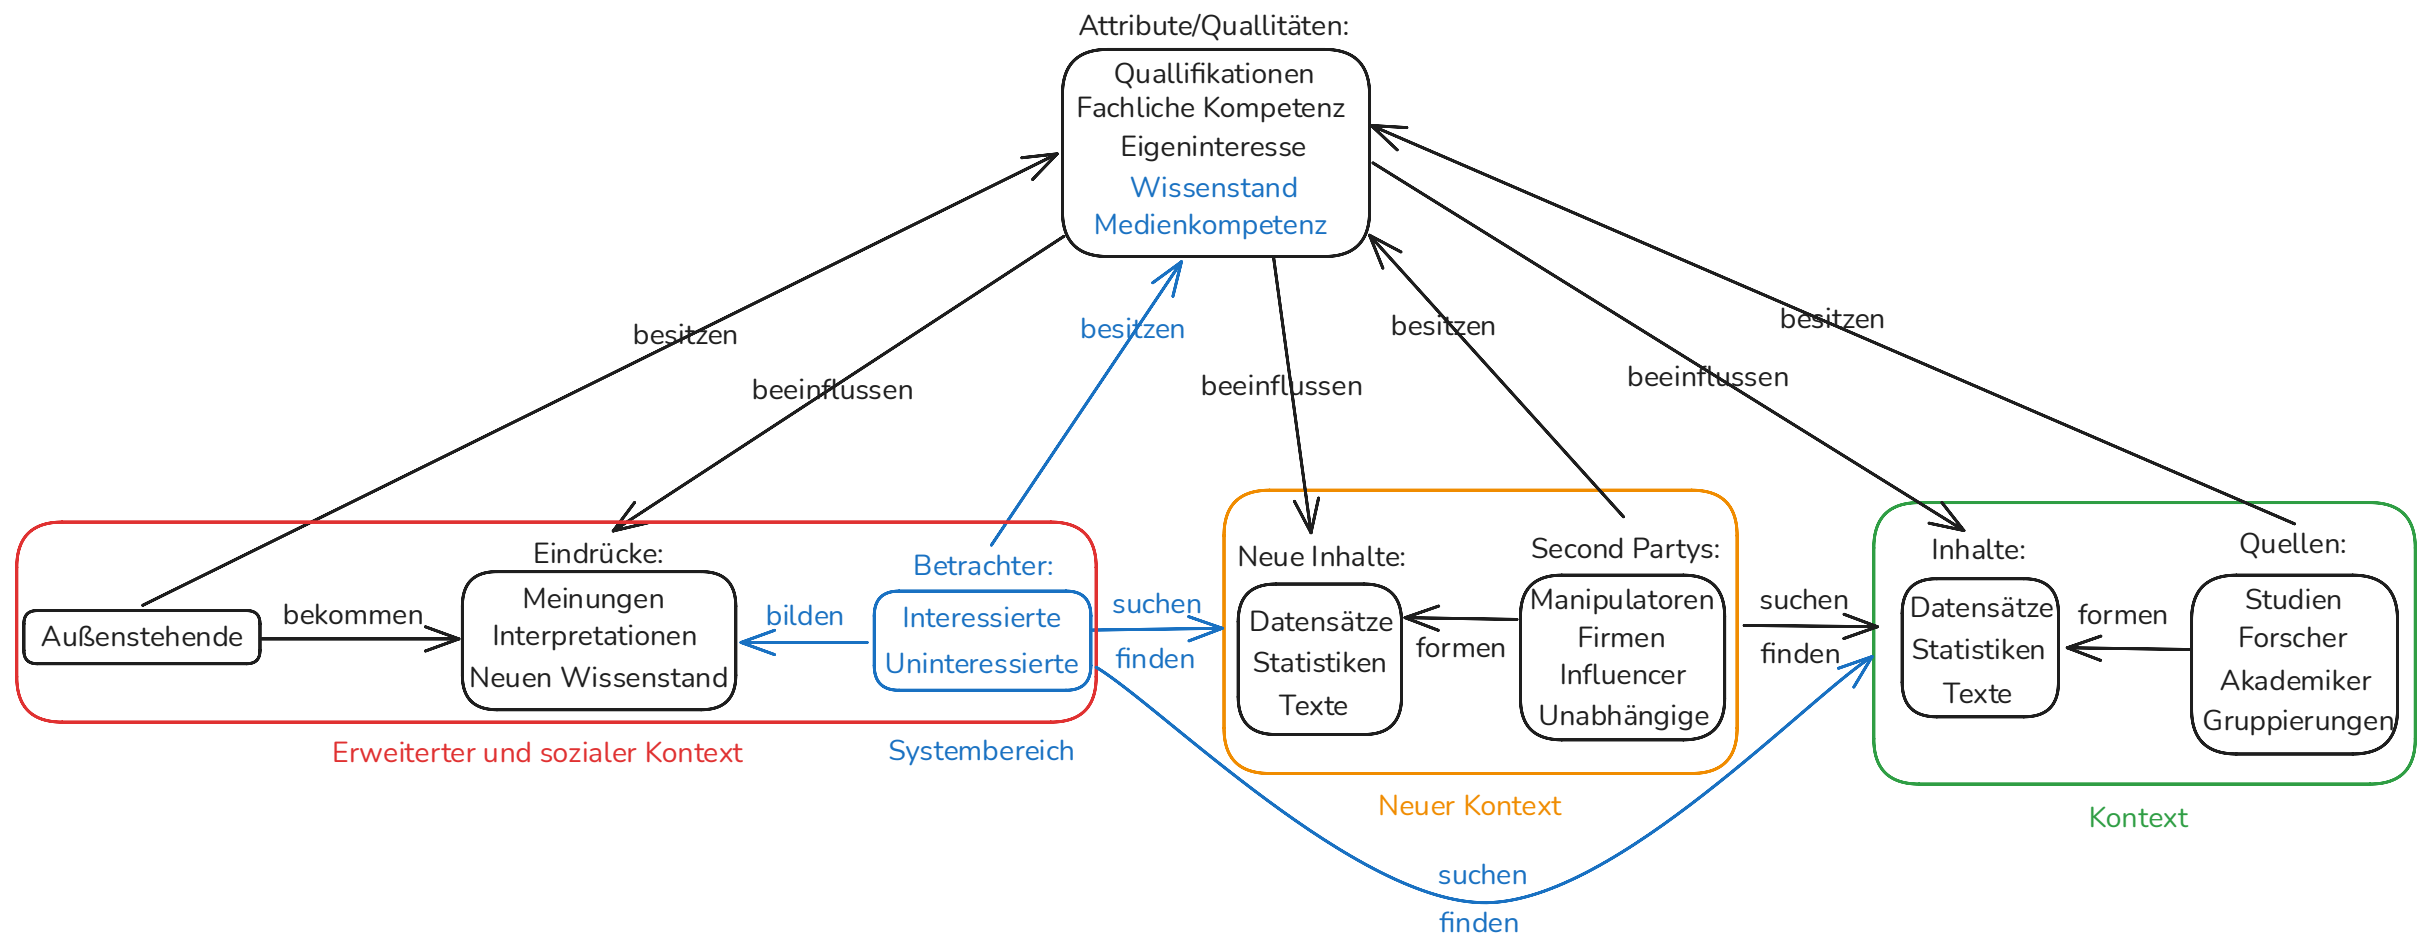 Attribute/Quallitäten:
Quallifikationen
Fachliche Kompetenz
Eigeninteresse
Wissenstand
Medienkompetenz
besitzen
beeinflussen
besitzen
beeinflussen
besitzen
beeinflussen
besitzen
Außenstehende
bekommen
Eindrücke:
Meinungen
Interpretationen
Neuen Wissenstand
bilden
Betrachter:
Interessierte
Uninteressierte
Erweiterter und sozialer Kontext
Systembereich
suchen
finden
Neue Inhalte:
Datensätze
Statistiken
Texte
formen
Second Partys:
Manipulatoren
Firmen
Influencer
Unabhängige
Neuer Kontext
suchen
finden
suchen
finden
Inhalte:
Datensätze
Statistiken
Texte
formen
Quellen:
Studien
Forscher
Akademiker
Gruppierungen
Kontext